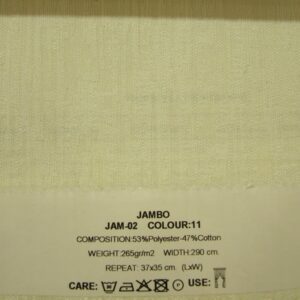 JAMBO
JAM-02 COLOUR:11
COMPOSITION:53%Polyester-47%Cotton
WEIGHT:265gr/m2 WIDTH:290 cm
REPEAT: 37x35 cm (LxW)
CARE: USE: